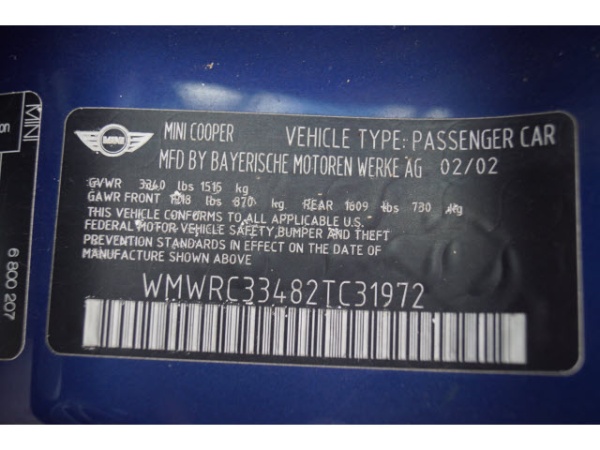 MINI
MINI COOPER VEHICLE TYPE: PASSENGER CAR
MFD BY BAYERISCHE MOTOREN WERKE AG 02/02
GVWR 3340 lbs 1515 kg
GAWR FRONT 1918 lbs 870 kg REAR 1609 lbs 730 kg
THIS VEHICLE CONFORMS TO ALL APPLICABLE U.S.
FEDERAL MOTOR VEHICLE SAFETY, BUMPER AND THEFT
PREVENTION STANDARDS IN EFFECT ON THE DATE OF
MANUFACTURE SHOWN ABOVE
WMWRC33482TC31972
MINI
6 800 207